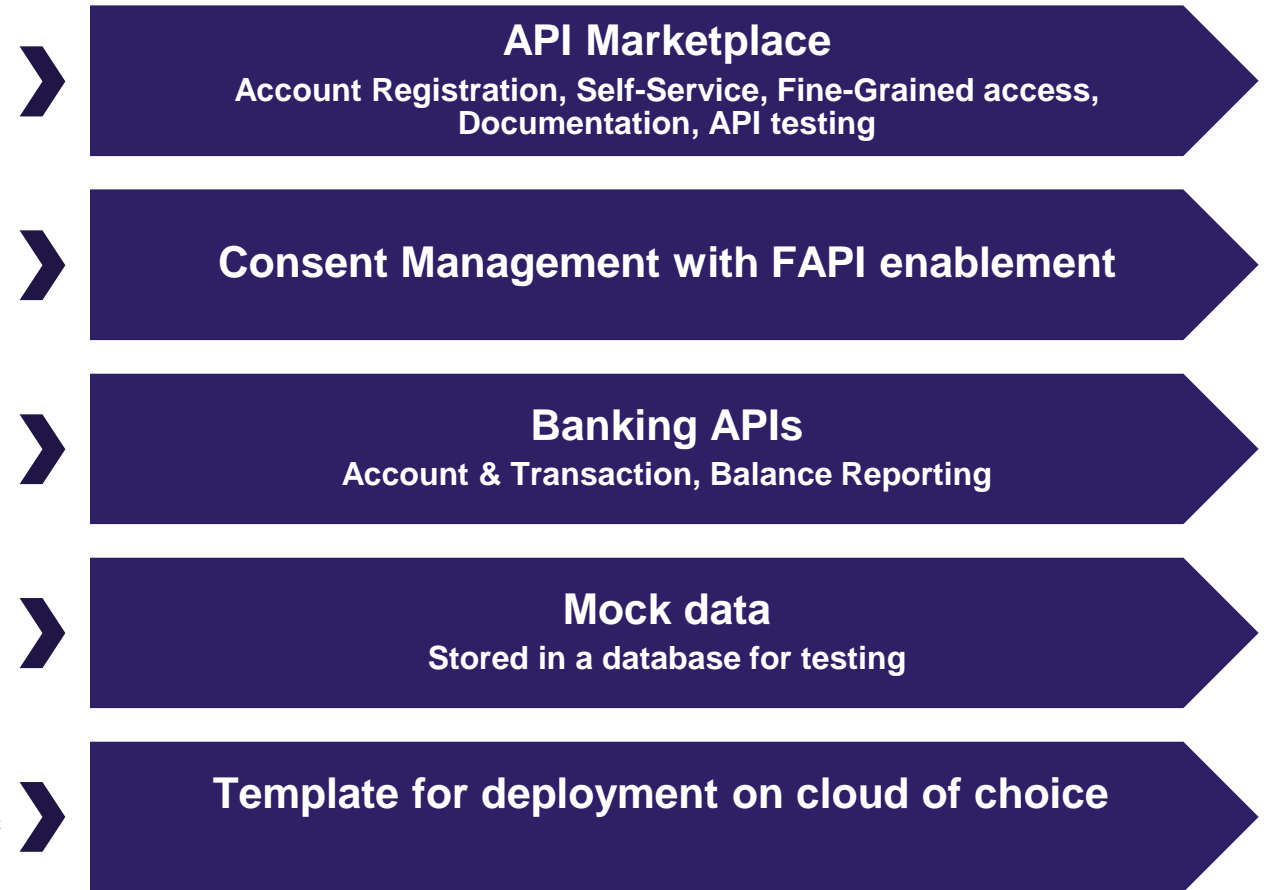 API Marketplace
Account Registration, Self-Service, Fine-Grained access,
Documentation, API testing
Consent Management with FAPI enablement
Banking APIs
Account & Transaction, Balance Reporting
Mock data
Stored in a database for testing
Template for deployment on cloud of choice